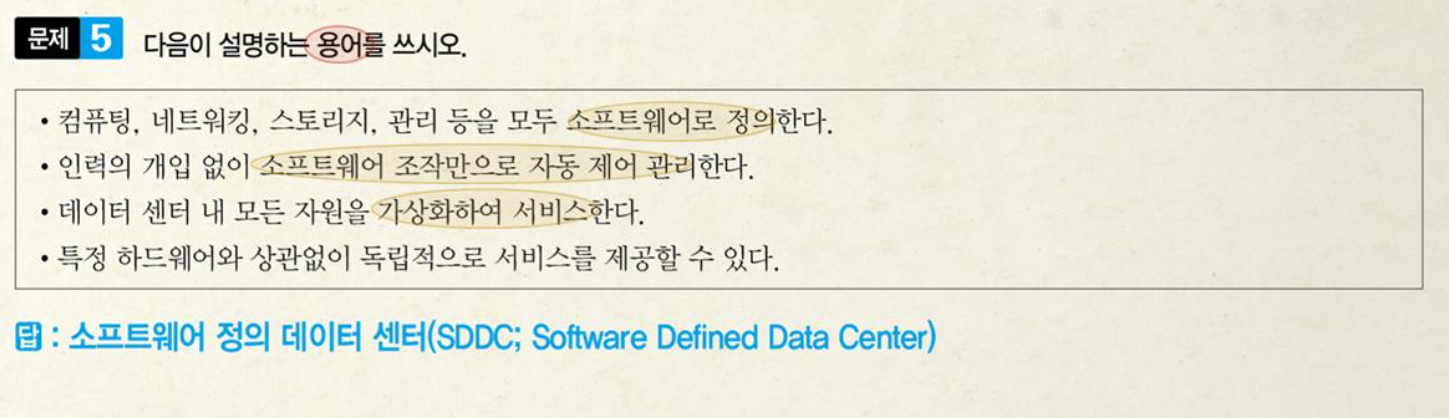 문제 5 다음이 설명하는 용어를 쓰시오.
• 컴퓨팅, 네트워킹, 스토리지, 관리 등을 모두 소프트웨어로 정의한다.
• 인력의 개입 없이 소프트웨어 조작만으로 자동 제어 관리한다.
• 데이터 센터 내 모든 자원을 가상화하여 서비스한다.
• 특정 하드웨어와 상관없이 독립적으로 서비스를 제공할 수 있다.
답 : 소프트웨어 정의 데이터 센터(SDDC; Software Defined Data Center)